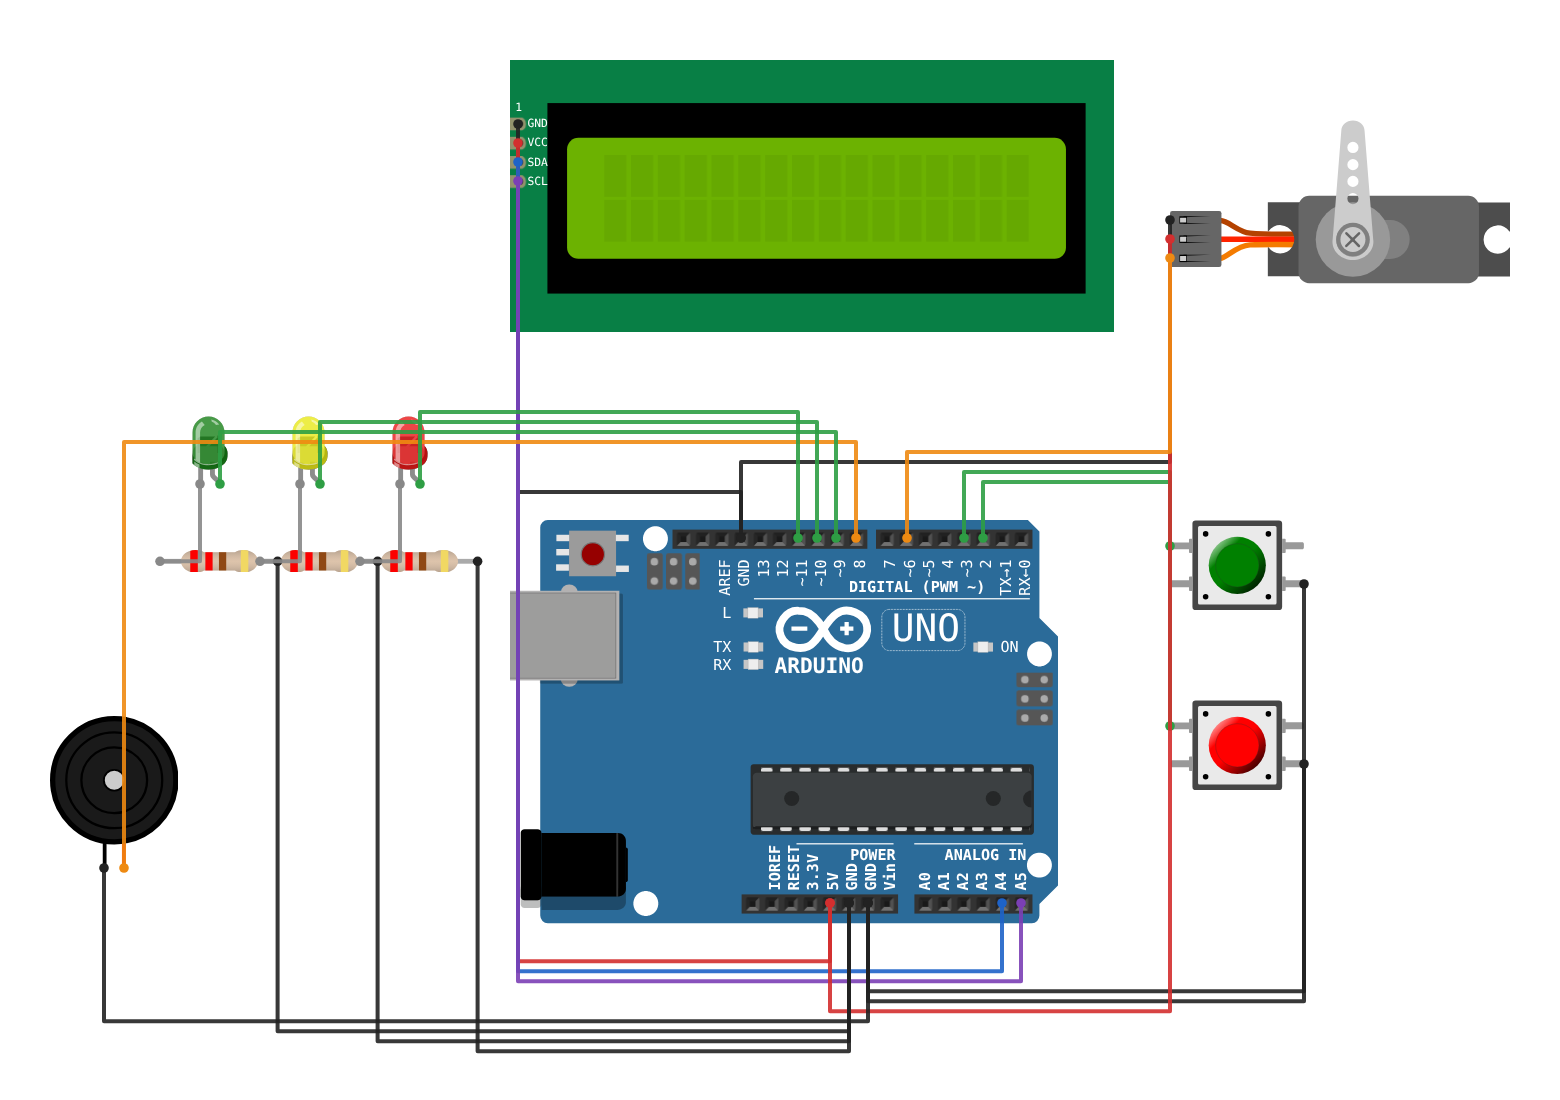 1
GND
VCC
SDA
SCL
AREF
GND
13
12
~11
~10
~9
8
7
~6
~5
4
~3
2
TX→1
RX←0
DIGITAL (PWM ~)
L
TX
RX
UNO
ON
ARDUINO
IOREF
RESET
3.3V
5V
GND
GND
Vin
POWER
ANALOG IN
A0
A1
A2
A3
A4
A5